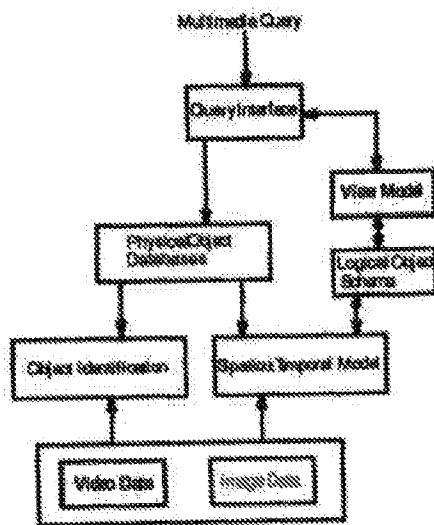 Multimedia Query
Query Interface
View Model
Physical Object
Databases
Logical Object
Schema
Object Identification
Spatial Temporal Model
Video Data
Image Data